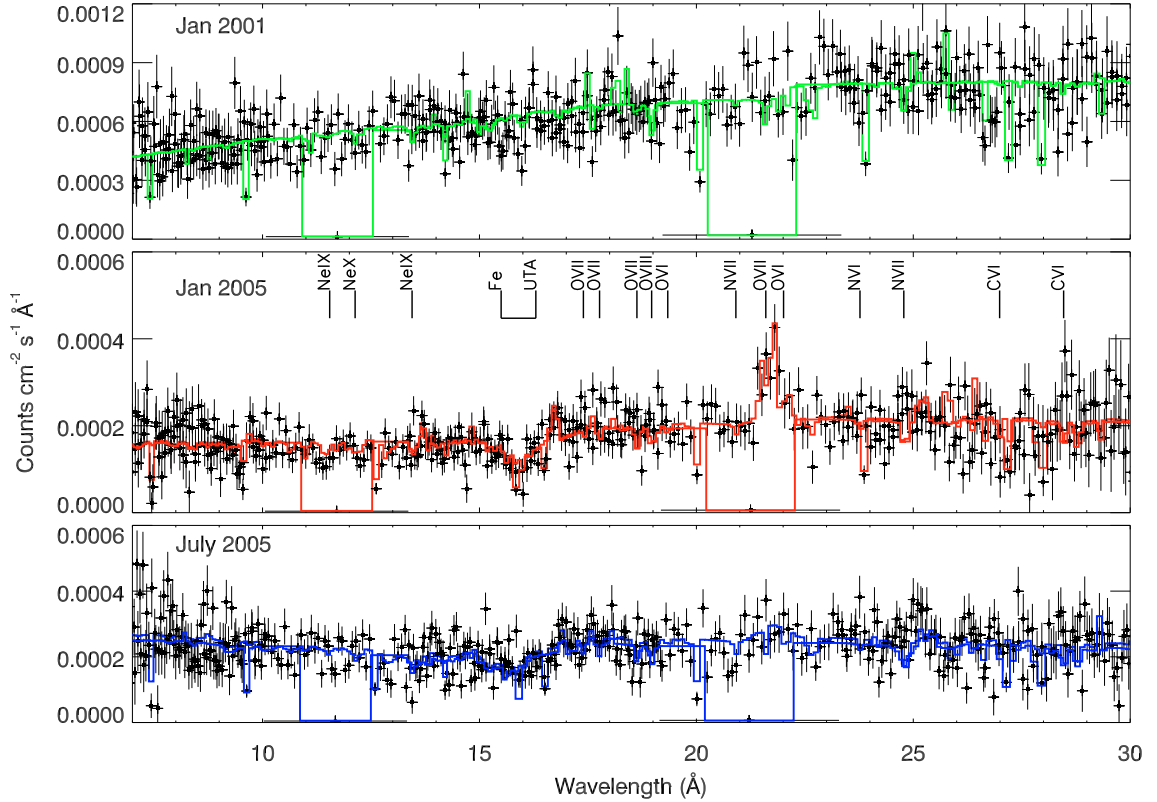 Jan 2001
0.0012
0.0009
0.0006
0.0003
0.0000
Jan 2005
NeIX
NeX
NeIX
Fe
UTA
OVII
OVII
OVII
OVIII
OVI
NVII
OVII
OVI
NVI
NVII
CVI
CVI
0.0006
0.0004
0.0002
0.0000
July 2005
0.0006
0.0004
0.0002
0.0000
Counts cm⁻² s⁻¹ Å⁻¹
10 15 20 25 30
Wavelength (Å)